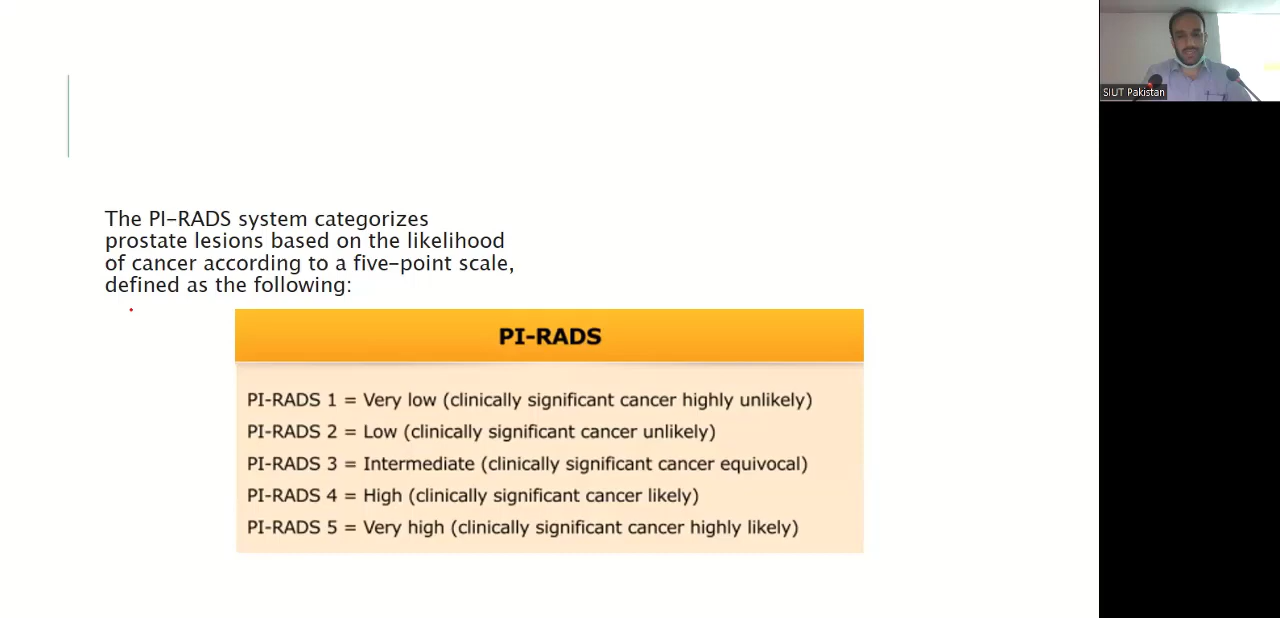 The PI-RADS system categorizes
prostate lesions based on the likelihood
of cancer according to a five-point scale,
defined as the following:
PI-RADS
PI-RADS 1 = Very low (clinically significant cancer highly unlikely)
PI-RADS 2 = Low (clinically significant cancer unlikely)
PI-RADS 3 = Intermediate (clinically significant cancer equivocal)
PI-RADS 4 = High (clinically significant cancer likely)
PI-RADS 5 = Very high (clinically significant cancer highly likely)
SIUT Pakistan